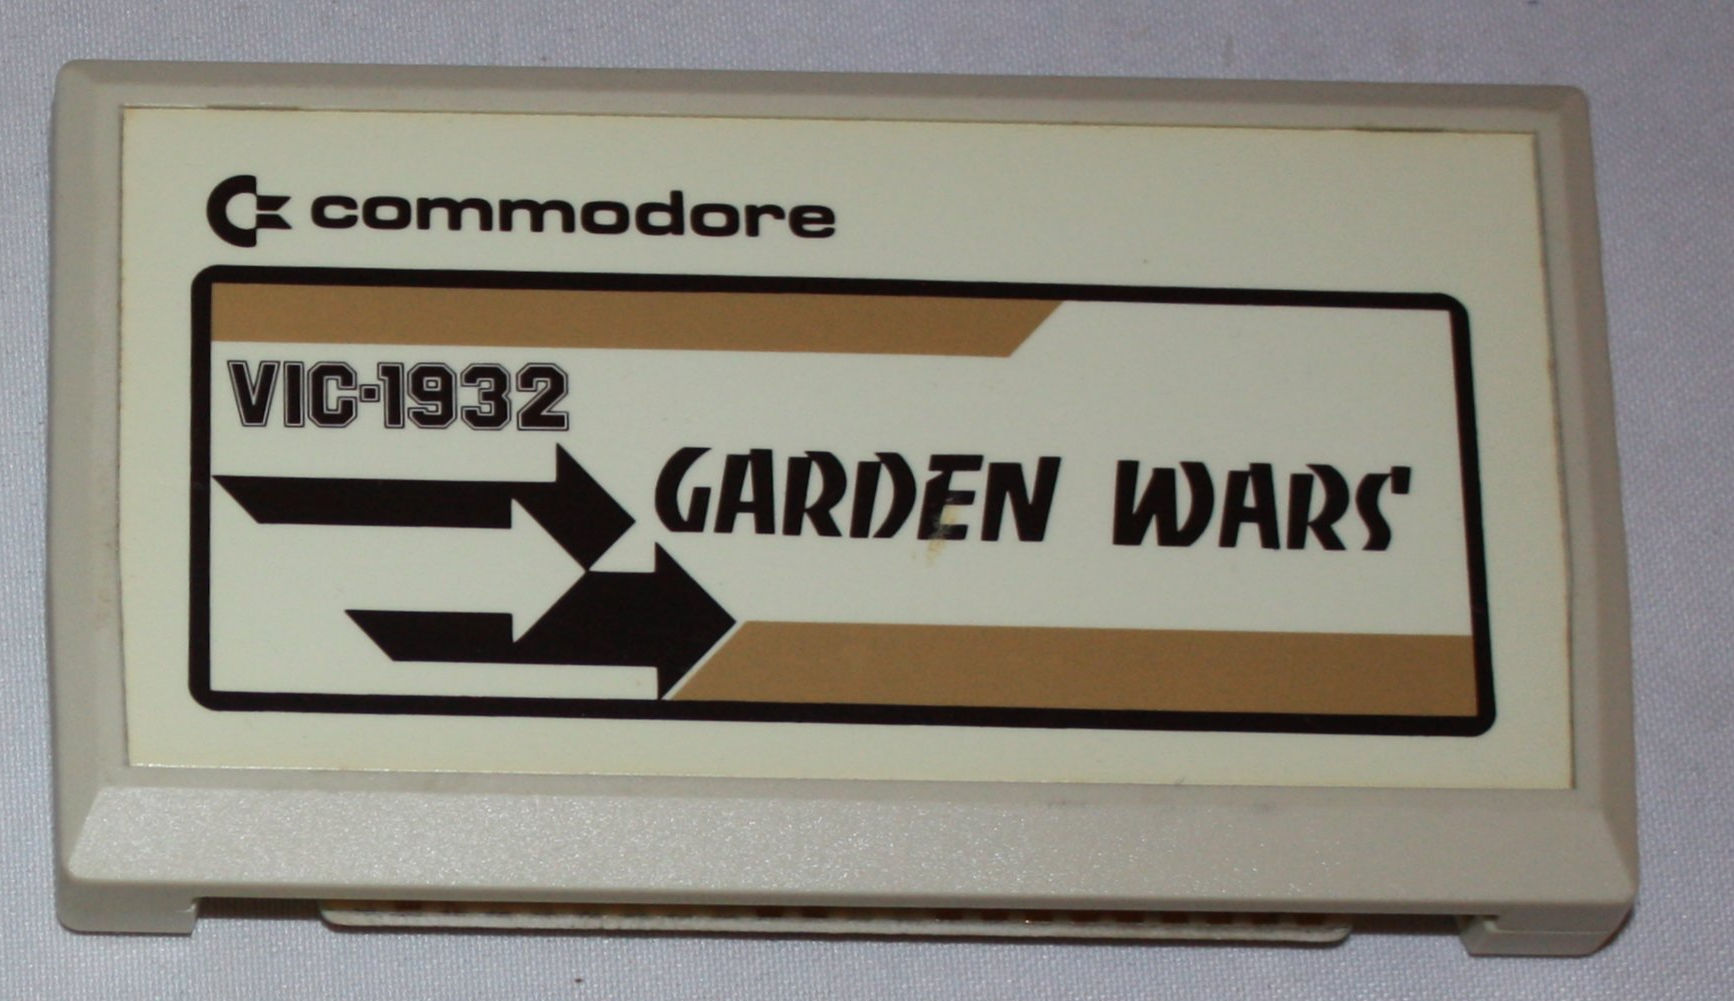 commodore
VIC-1932
GARDEN WARS